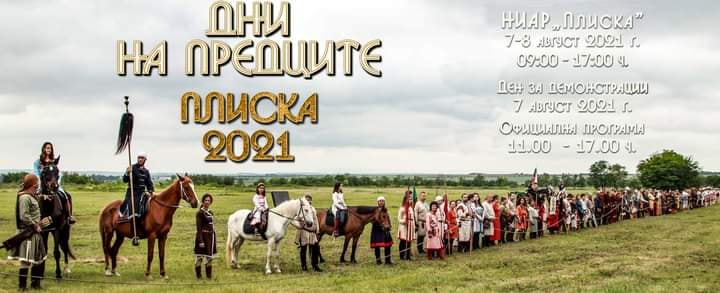 ДНИ
НА ПРЕДЦИТЕ
ПЛИСКА
2021
НИАР „Плиска”
7-8 август 2021 г.
09:00 - 17:00 ч.
Ден за демонстрации
7 август 2021 г.
Официална програма
11.00 - 17.00 ч.